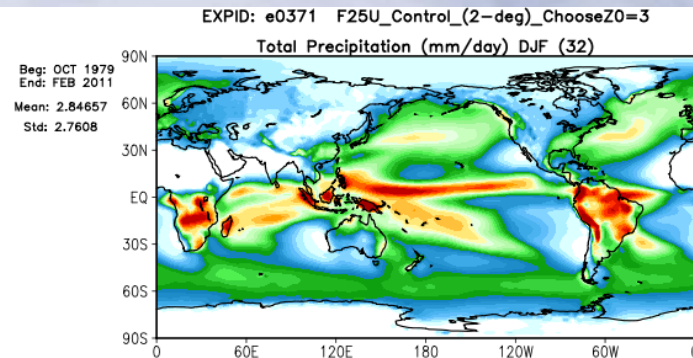 EXPID: e0371 F25U_Control_(2-deg)_ChooseZ0=3
Total Precipitation (mm/day) DJF (32)
Beg: OCT 1979
End: FEB 2011
Mean: 2.84657
Std: 2.7608
90N
60N
30N
EQ
30S
60S
90S
0 60E 120E 180 120W 60W